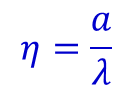 η = a/λ